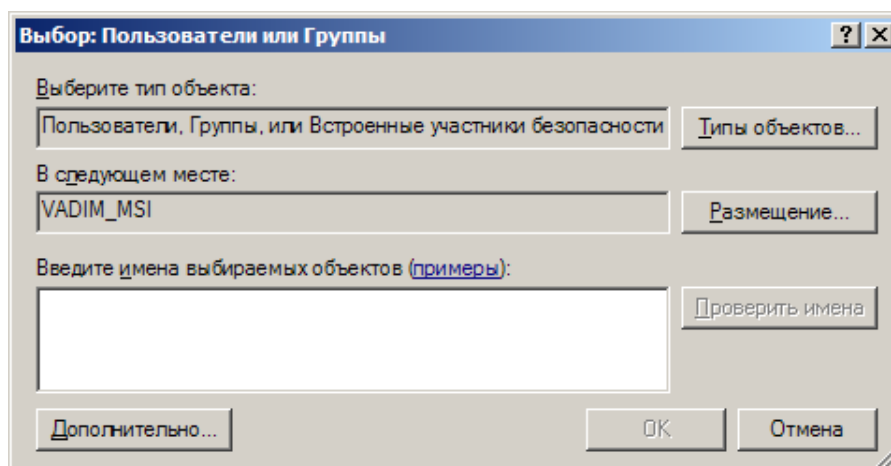 Выбор: Пользователи или Группы
Выберите тип объекта:
Пользователи, Группы, или Встроенные участники безопасности
Типы объектов...
В следующем месте:
VADIM_MSI
Размещение...
Введите имена выбираемых объектов (примеры):
Проверить имена
Дополнительно...
OK
Отмена